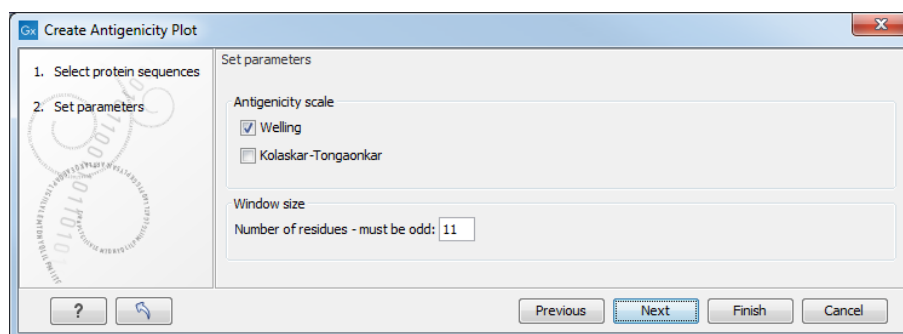 Gx Create Antigenicity Plot
X
1. Select protein sequences
2. Set parameters
Set parameters
Antigenicity scale
Welling
Kolaskar-Tongaonkar
Window size
Number of residues - must be odd: 11
? Previous Next Finish Cancel